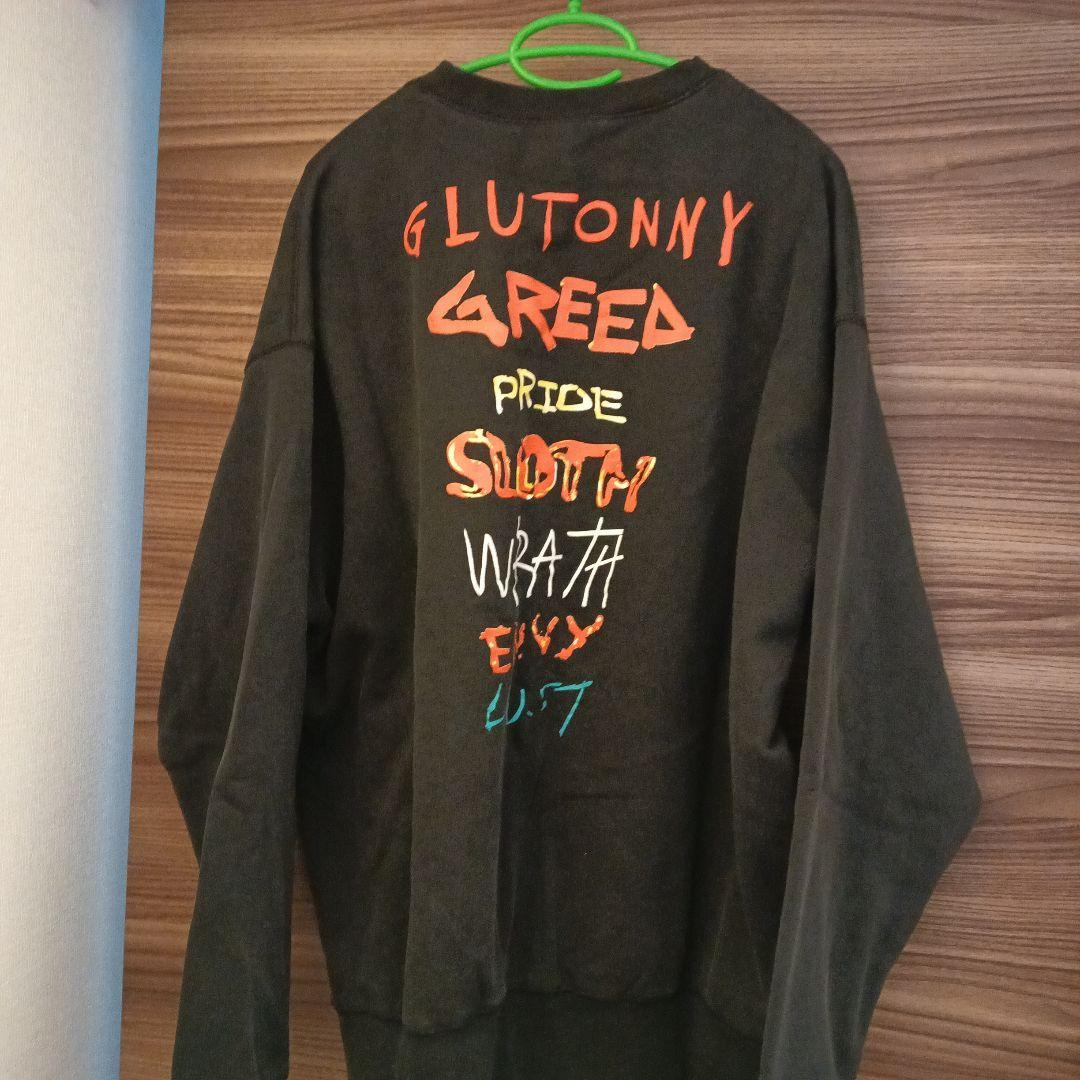 GLUTONNY
GREED
PRIDE
SLOTH
WRATH
ENVY
LUST